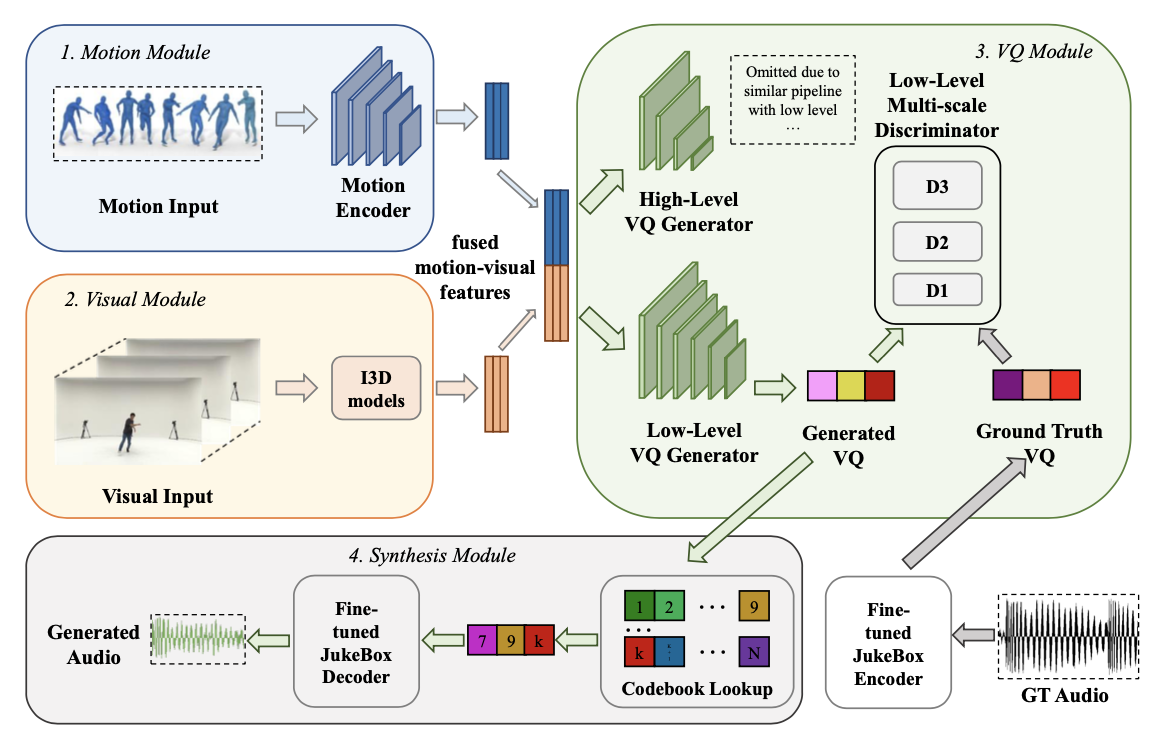 1. Motion Module
Motion Input
Motion
Encoder
2. Visual Module
Visual Input
I3D
models
fused
motion-visual
features
3. VQ Module
High-Level
VQ Generator
Omitted due to
similar pipeline
with low level
...
Low-Level
Multi-scale
Discriminator
D3
D2
D1
Low-Level
VQ Generator
Generated
VQ
Ground Truth
VQ
4. Synthesis Module
Generated
Audio
Fine-
tuned
JukeBox
Decoder
7 9 k
1 2 ... 9
...
k ... N
Codebook Lookup
Fine-
tuned
JukeBox
Encoder
GT Audio